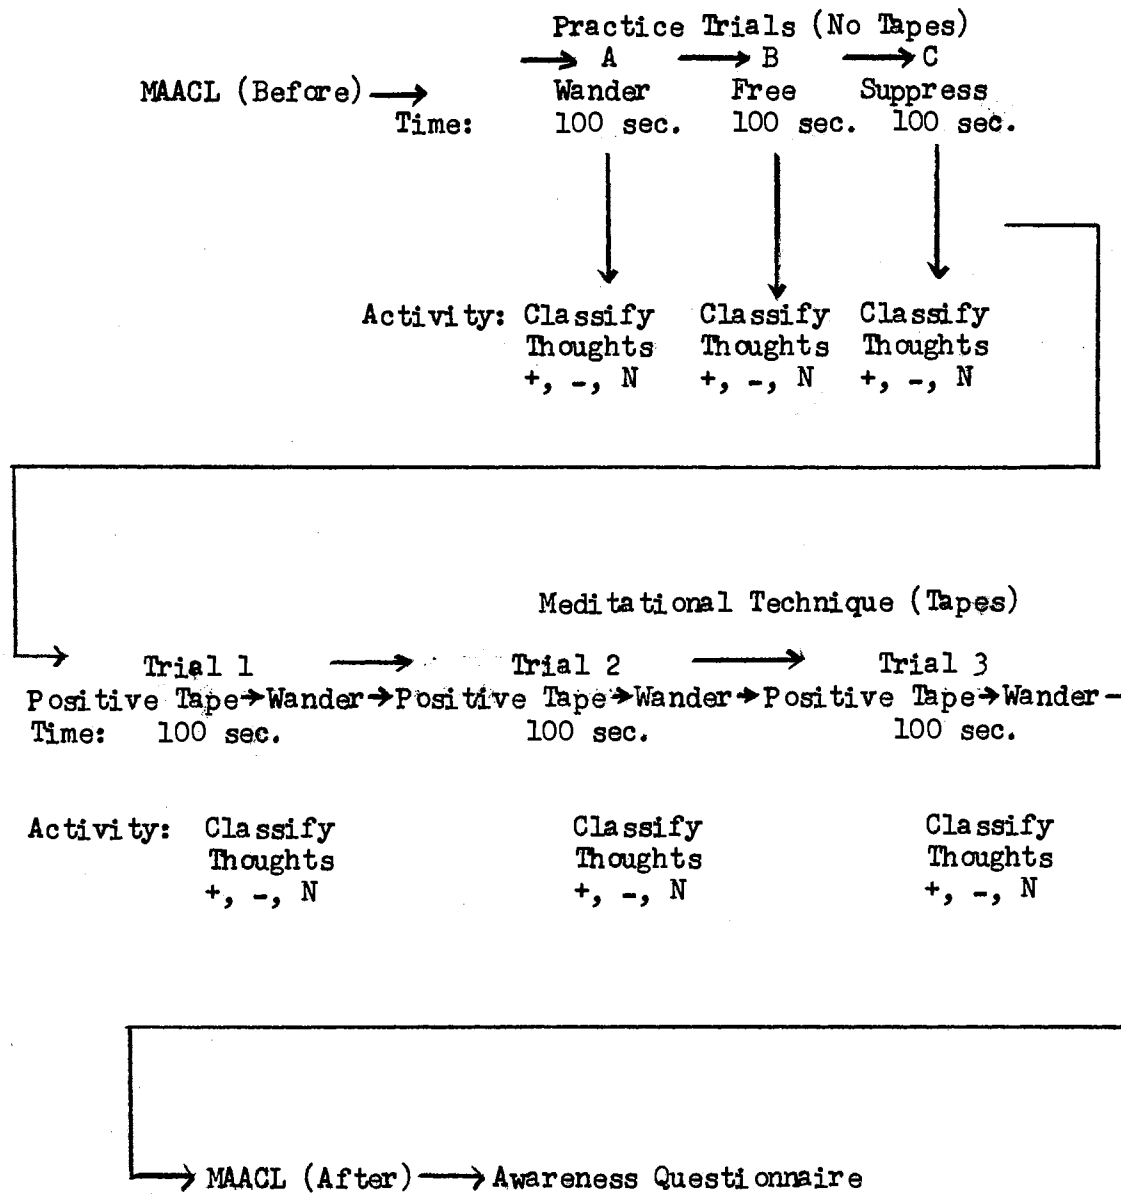 Practice Trials (No Tapes)
A B C
MAACL (Before) Wander Free Suppress
Time: 100 sec. 100 sec. 100 sec.
Activity: Classify Classify Classify
Thoughts Thoughts Thoughts
+, -, N +, -, N +, -, N
Meditational Technique (Tapes)
Trial 1 Trial 2 Trial 3
Positive Tape→Wander→Positive Tape→Wander→Positive Tape→Wander-
Time: 100 sec. 100 sec. 100 sec.
Activity: Classify Classify Classify
Thoughts Thoughts Thoughts
+, -, N +, -, N +, -, N
MAACL (After) → Awareness Questionnaire